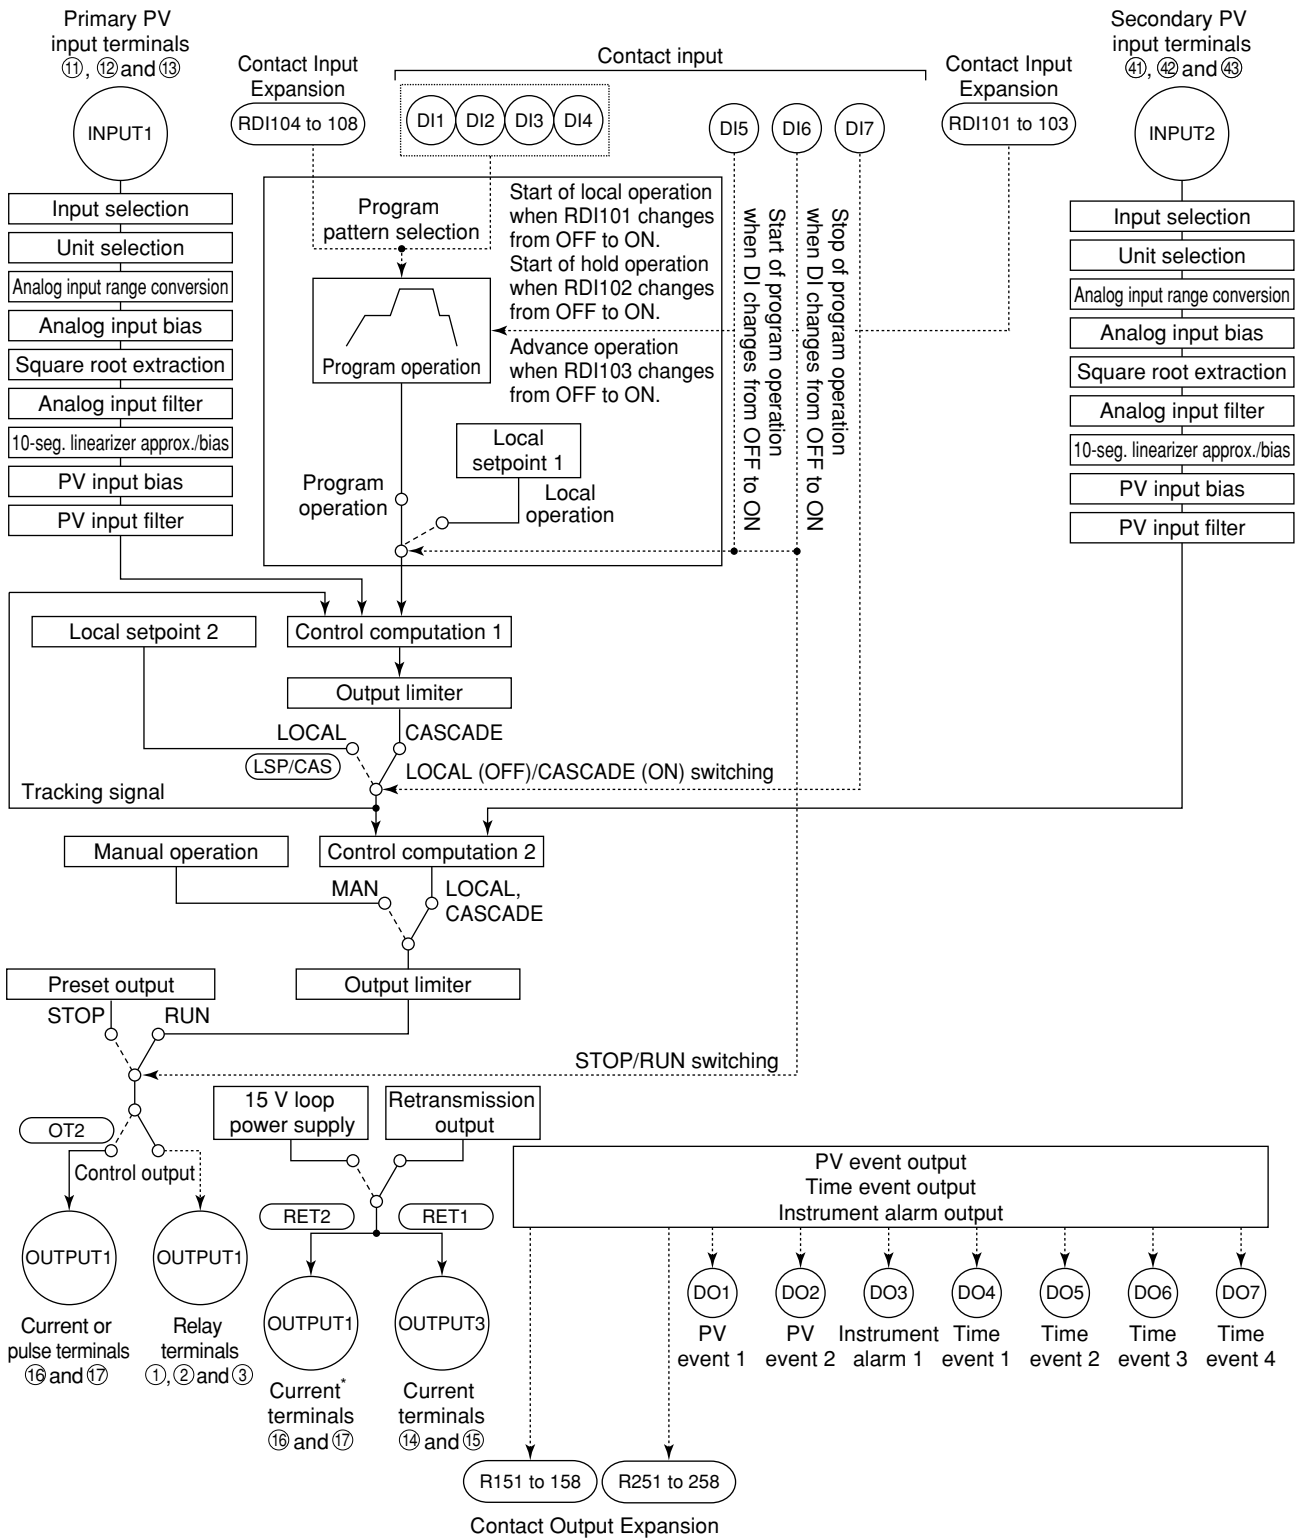 Primary PV
input terminals
⑪, ⑫ and ⑬
INPUT1
Contact Input
Expansion
RDI104 to 108
Contact input
DI1
DI2
DI3
DI4
DI5
DI6
DI7
Contact Input
Expansion
RDI101 to 103
Secondary PV
input terminals
㊶, ㊷ and ㊸
INPUT2
Input selection
Unit selection
Analog input range conversion
Analog input bias
Square root extraction
Analog input filter
10-seg. linearizer approx./bias
PV input bias
PV input filter
Program
pattern selection
Program operation
Start of local operation
when RDI101 changes
from OFF to ON.
Start of hold operation
when RDI102 changes
from OFF to ON.
Advance operation
when RDI103 changes
from OFF to ON.
Local
setpoint 1
Program
operation
Local
operation
Start of program operation
when DI changes from OFF to ON
Stop of program operation
when DI changes from OFF to ON
Input selection
Unit selection
Analog input range conversion
Analog input bias
Square root extraction
Analog input filter
10-seg. linearizer approx./bias
PV input bias
PV input filter
Local setpoint 2
Control computation 1
Output limiter
LOCAL
CASCADE
LSP/CAS
LOCAL (OFF)/CASCADE (ON) switching
Tracking signal
Manual operation
Control computation 2
MAN
LOCAL,
CASCADE
Preset output
Output limiter
STOP
RUN
STOP/RUN switching
OT2
Control output
OUTPUT1
Current or
pulse terminals
⑯ and ⑰
OUTPUT1
Relay
terminals
①, ② and ③
15 V loop
power supply
Retransmission
output
RET2
RET1
OUTPUT1
Current*
terminals
⑯ and ⑰
OUTPUT3
Current
terminals
⑭ and ⑮
PV event output
Time event output
Instrument alarm output
DO1
DO2
DO3
DO4
DO5
DO6
DO7
PV
event 1
PV
event 2
Instrument
alarm 1
Time
event 1
Time
event 2
Time
event 3
Time
event 4
R151 to 158
R251 to 258
Contact Output Expansion